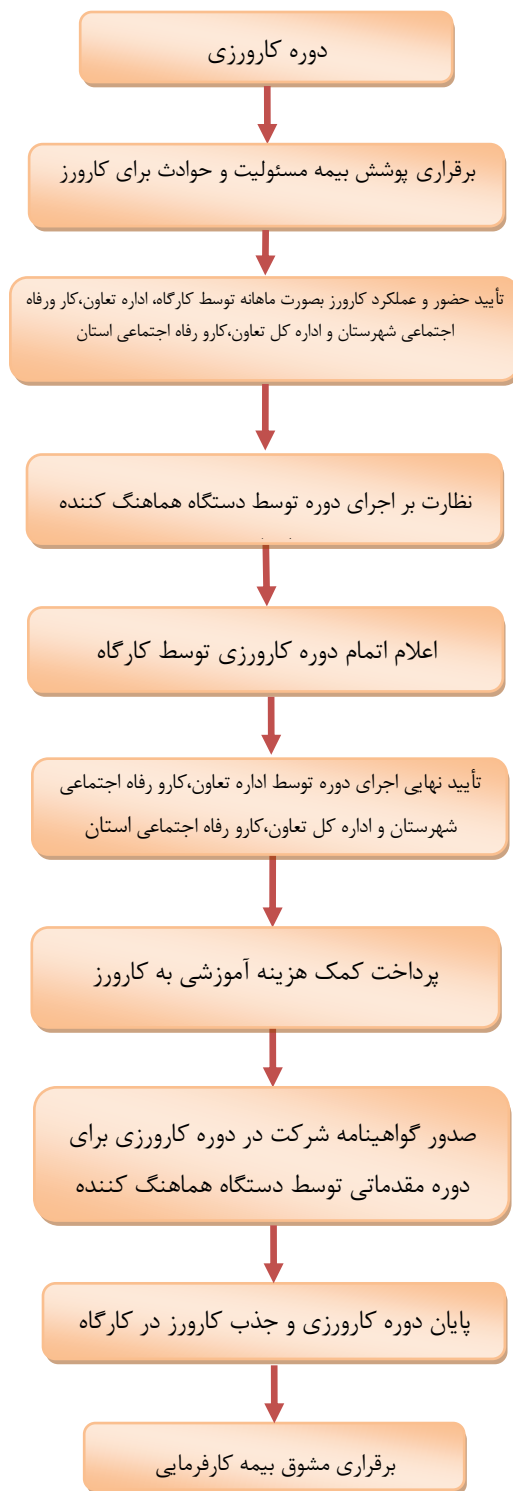 دوره کارورزی
برقراری پوشش بیمه مسئولیت و حوادث برای کارورز
تأیید حضور و عملکرد کارورز بصورت ماهانه توسط کارگاه، اداره تعاون،کار ورفاه
اجتماعی شهرستان و اداره کل تعاون،کارو رفاه اجتماعی استان
نظارت بر اجرای دوره توسط دستگاه هماهنگ کننده
اعلام اتمام دوره کارورزی توسط کارگاه
تأیید نهایی اجرای دوره توسط اداره تعاون،کارو رفاه اجتماعی
شهرستان و اداره کل تعاون،کارو رفاه اجتماعی استان
پرداخت کمک هزینه آموزشی به کارورز
صدور گواهینامه شرکت در دوره کارورزی برای
دوره مقدماتی توسط دستگاه هماهنگ کننده
پایان دوره کارورزی و جذب کارورز در کارگاه
برقراری مشوق بیمه کارفرمایی